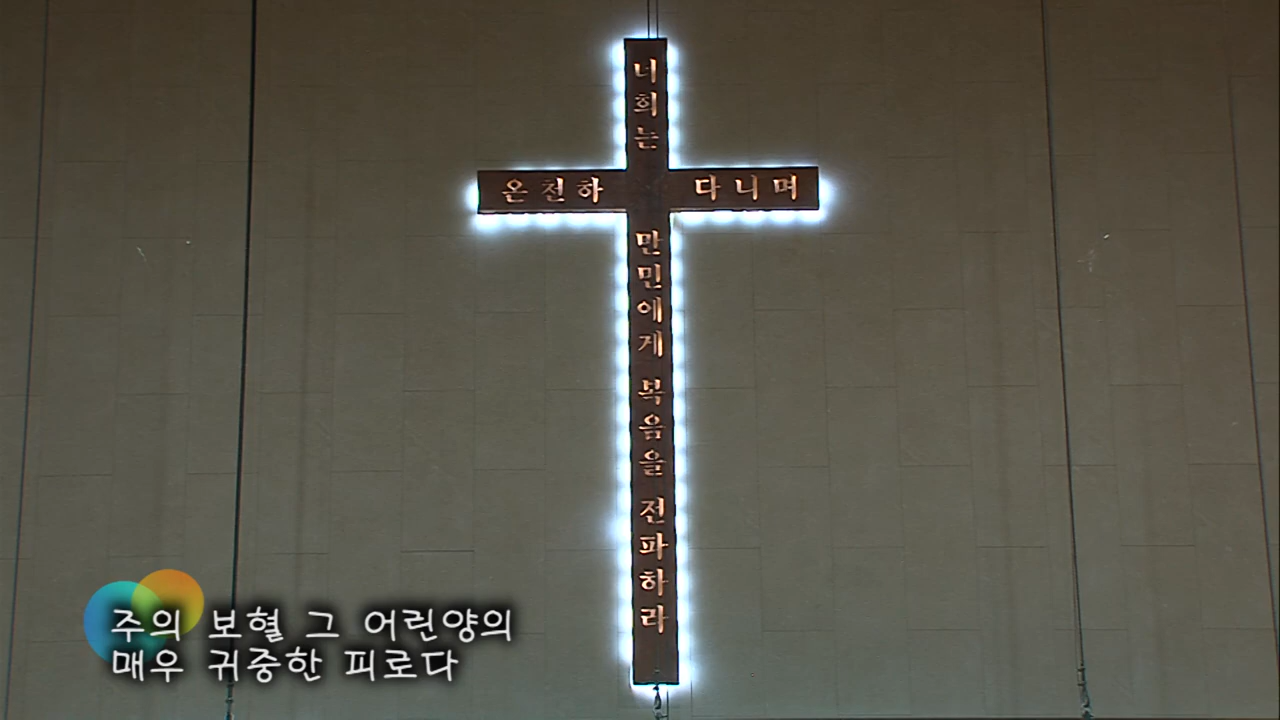 너희는
온천하 다니며
만민에게 복음을 전파하라
주의 보혈 그 어린양의
매우 귀중한 피로다